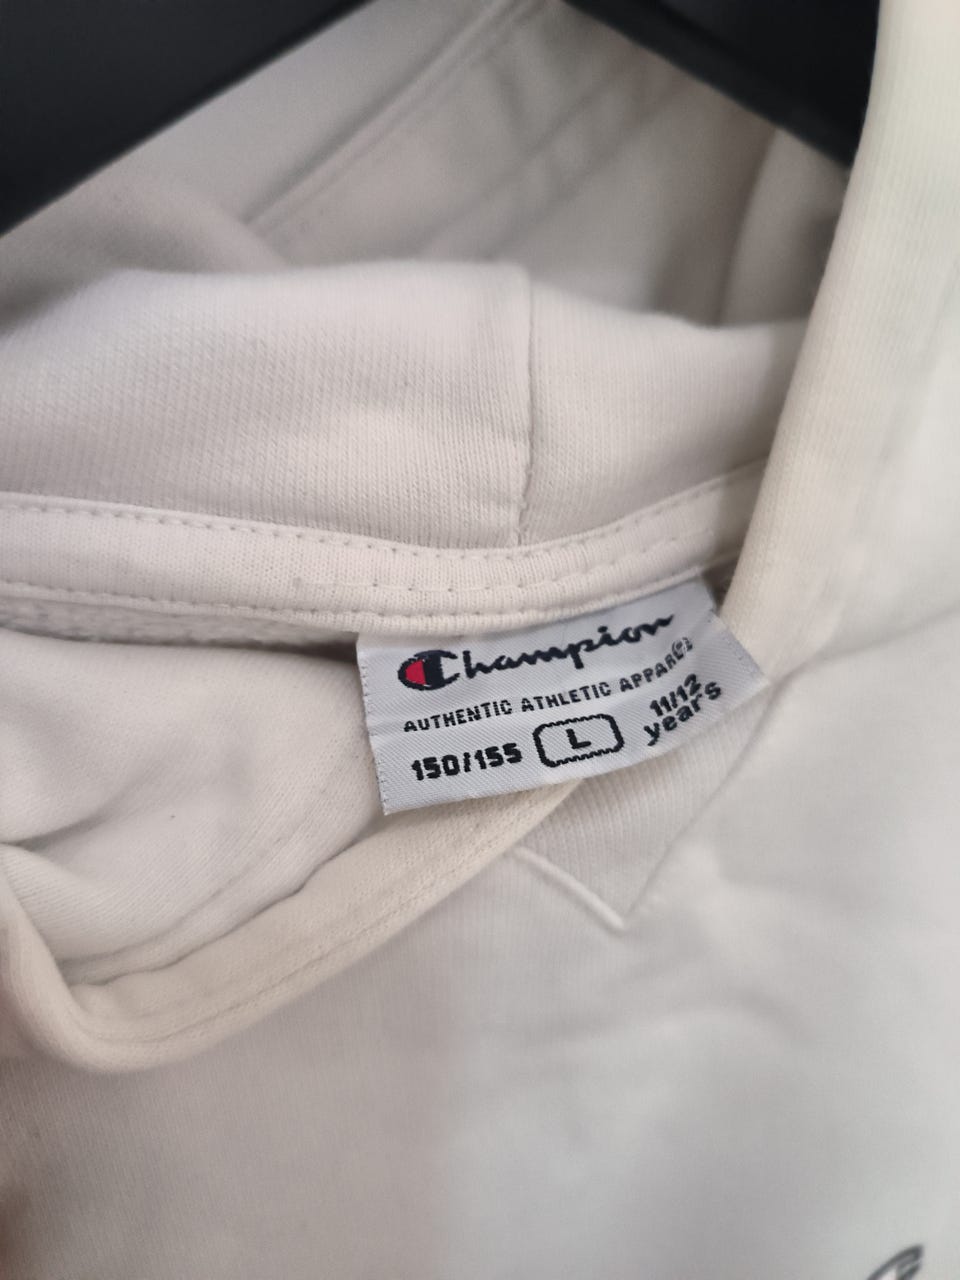 Champion
AUTHENTIC ATHLETIC APPAREL
150/155 L 11/12 years